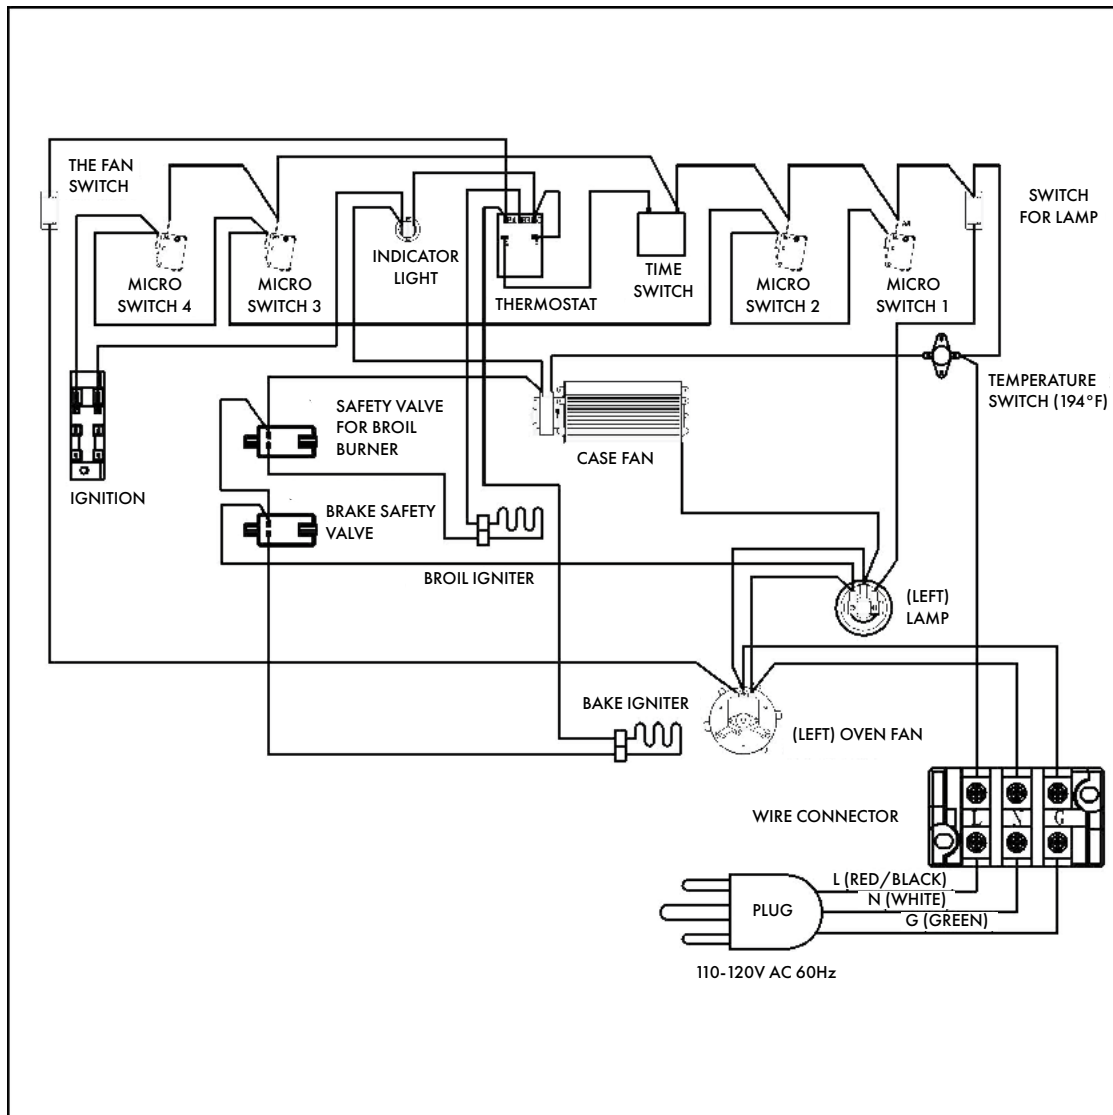 THE FAN
SWITCH
SWITCH
FOR LAMP
INDICATOR
LIGHT
TIME
SWITCH
MICRO
SWITCH 4
MICRO
SWITCH 3
THERMOSTAT
MICRO
SWITCH 2
MICRO
SWITCH 1
TEMPERATURE
SWITCH (194°F)
SAFETY VALVE
FOR BROIL
BURNER
CASE FAN
IGNITION
BRAKE SAFETY
VALVE
BROIL IGNITER
(LEFT)
LAMP
BAKE IGNITER
(LEFT) OVEN FAN
WIRE CONNECTOR
L N G
L (RED/BLACK)
N (WHITE)
G (GREEN)
PLUG
110-120V AC 60Hz